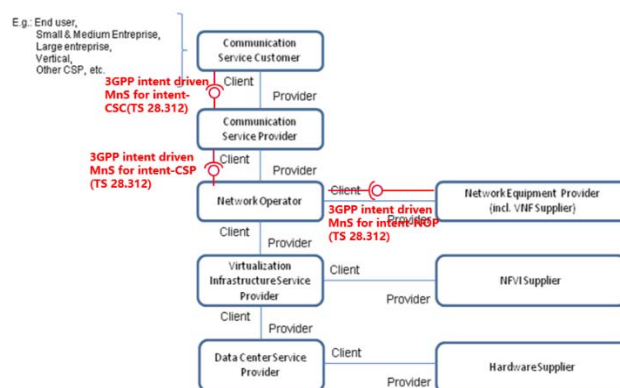 E.g.: End user,
Small & Medium Entreprise,
Large entreprise,
Vertical,
Other CSP, etc.
Communication
Service Customer
3GPP intent driven
MnS for intent-
CSC(TS 28.312)
Client
Provider
Communication
Service Provider
3GPP intent driven
MnS for intent-CSP
(TS 28.312)
Client
Provider
Network Operator
Client
Provider
3GPP intent driven
MnS for intent-NOP
(TS 28.312)
Network Equipment Provider
(incl. VNF Supplier)
Client
Provider
Virtualization
Infrastructure Service
Provider
Client
Provider
NFVI Supplier
Client
Provider
Data Center Service
Provider
Client
Provider
Hardware Supplier